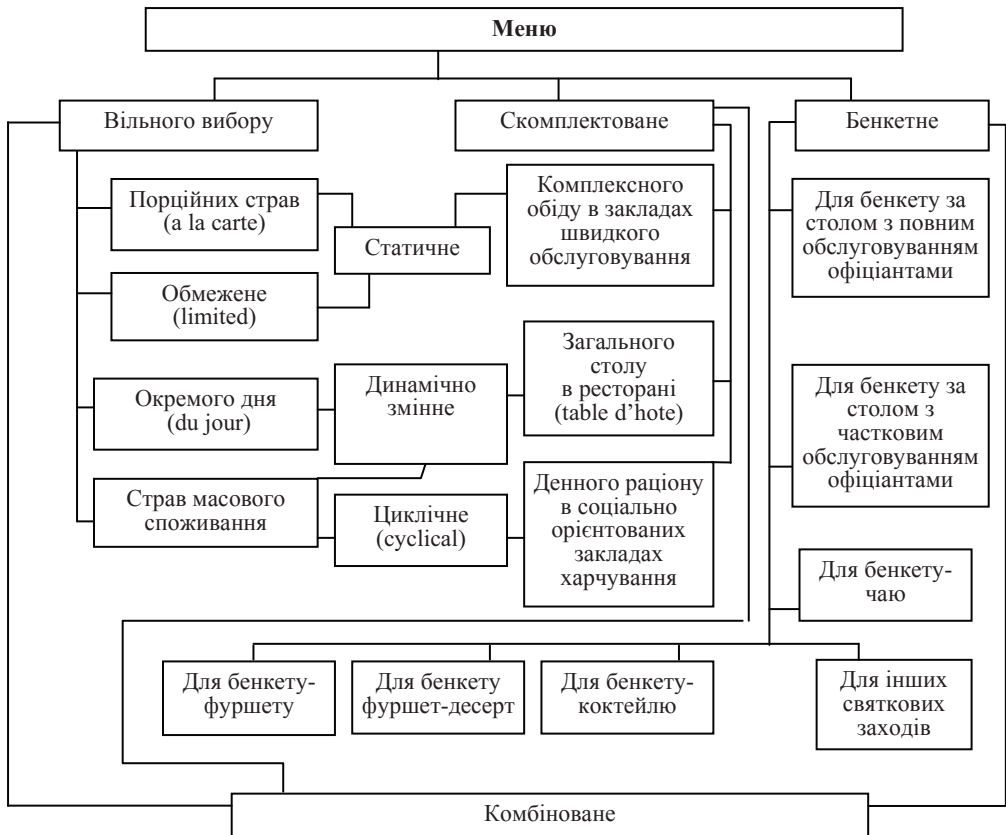 Меню
Вільного вибору
Скомплектоване
Бенкетне
Порційних страв
(a la carte)
Статичне
Комплексного
обіду в закладах
швидкого
обслуговування
Для бенкету за
столом з повним
обслуговуванням
офіціантами
Обмежене
(limited)
Окремого дня
(du jour)
Динамічно
змінне
Загального
столу
в ресторані
(table d’hote)
Для бенкету за
столом з
частковим
обслуговуванням
офіціантами
Страв масового
споживання
Циклічне
(cyclical)
Денного раціону
в соціально
орієнтованих
закладах
харчування
Для бенкету-
чаю
Для бенкету-
фуршету
Для бенкету
фуршет-десерт
Для бенкету-
коктейлю
Для інших
святкових
заходів
Комбіноване